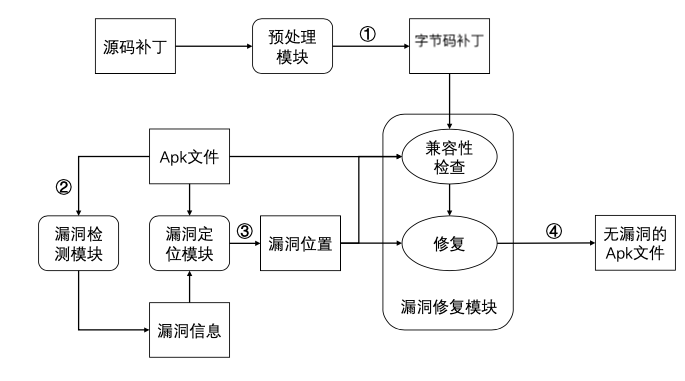 源码补丁
预处理
模块
①
字节码补丁
兼容性
检查
Apk文件
②
漏洞检
测模块
漏洞定
位模块
③
漏洞位置
修复
④
无漏洞的
Apk文件
漏洞修复模块
漏洞信息